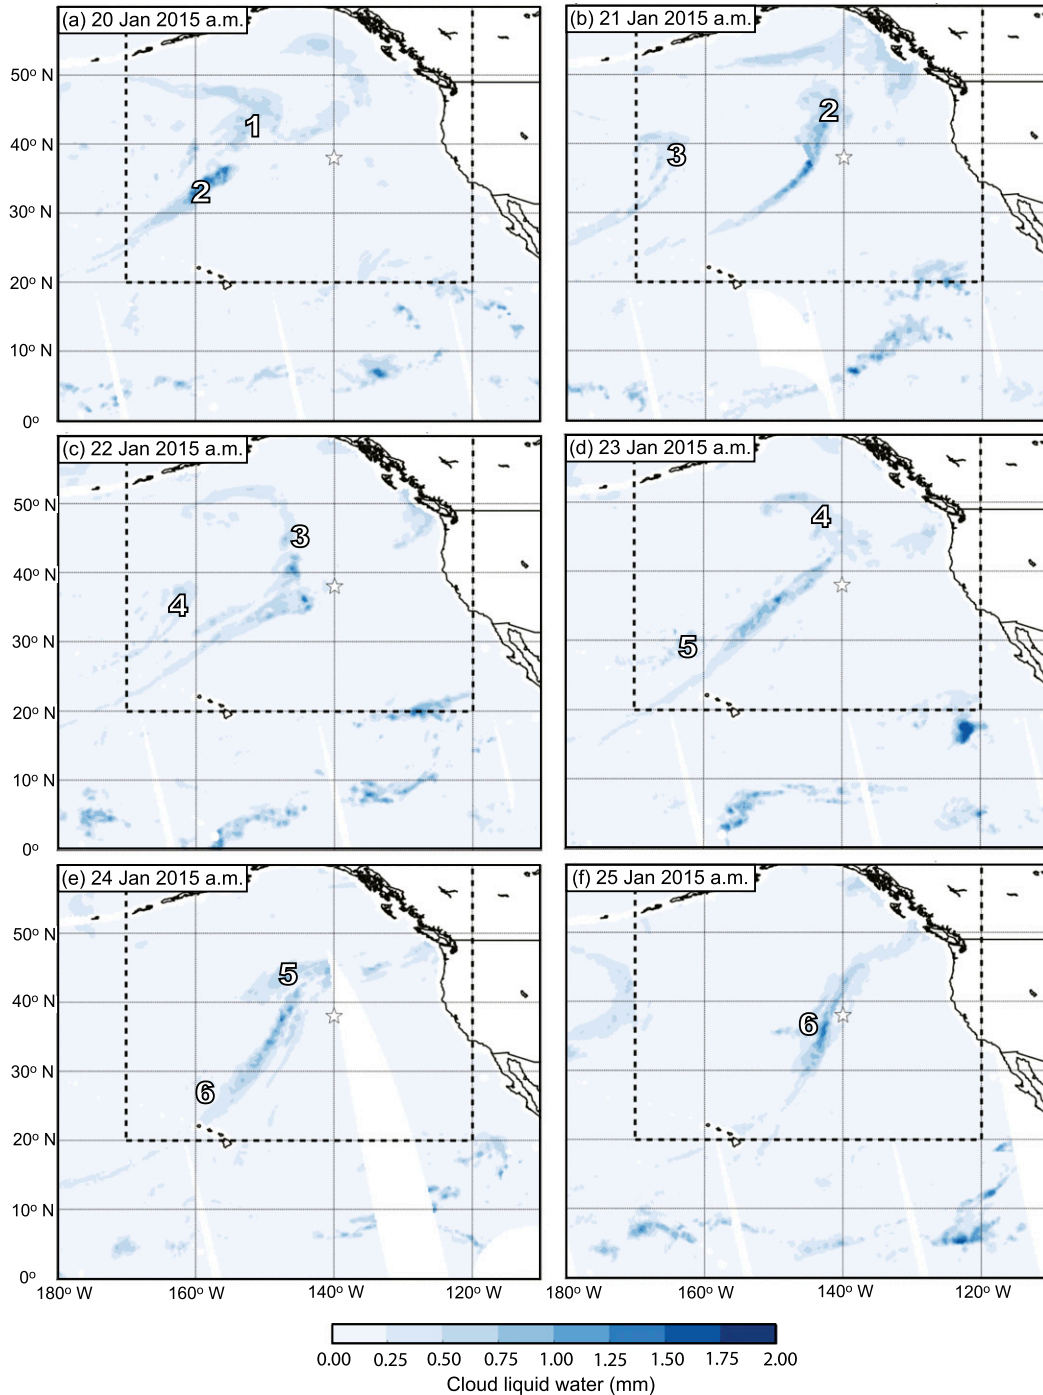 (a) 20 Jan 2015 a.m.
(b) 21 Jan 2015 a.m.
50° N
40° N
30° N
20° N
10° N
0°
1
2
2
3
(c) 22 Jan 2015 a.m.
(d) 23 Jan 2015 a.m.
50° N
40° N
30° N
20° N
10° N
0°
3
4
4
5
(e) 24 Jan 2015 a.m.
(f) 25 Jan 2015 a.m.
50° N
40° N
30° N
20° N
10° N
0°
5
6
6
180° W 160° W 140° W 120° W 160° W 140° W 120° W
0.00 0.25 0.50 0.75 1.00 1.25 1.50 1.75 2.00
Cloud liquid water (mm)